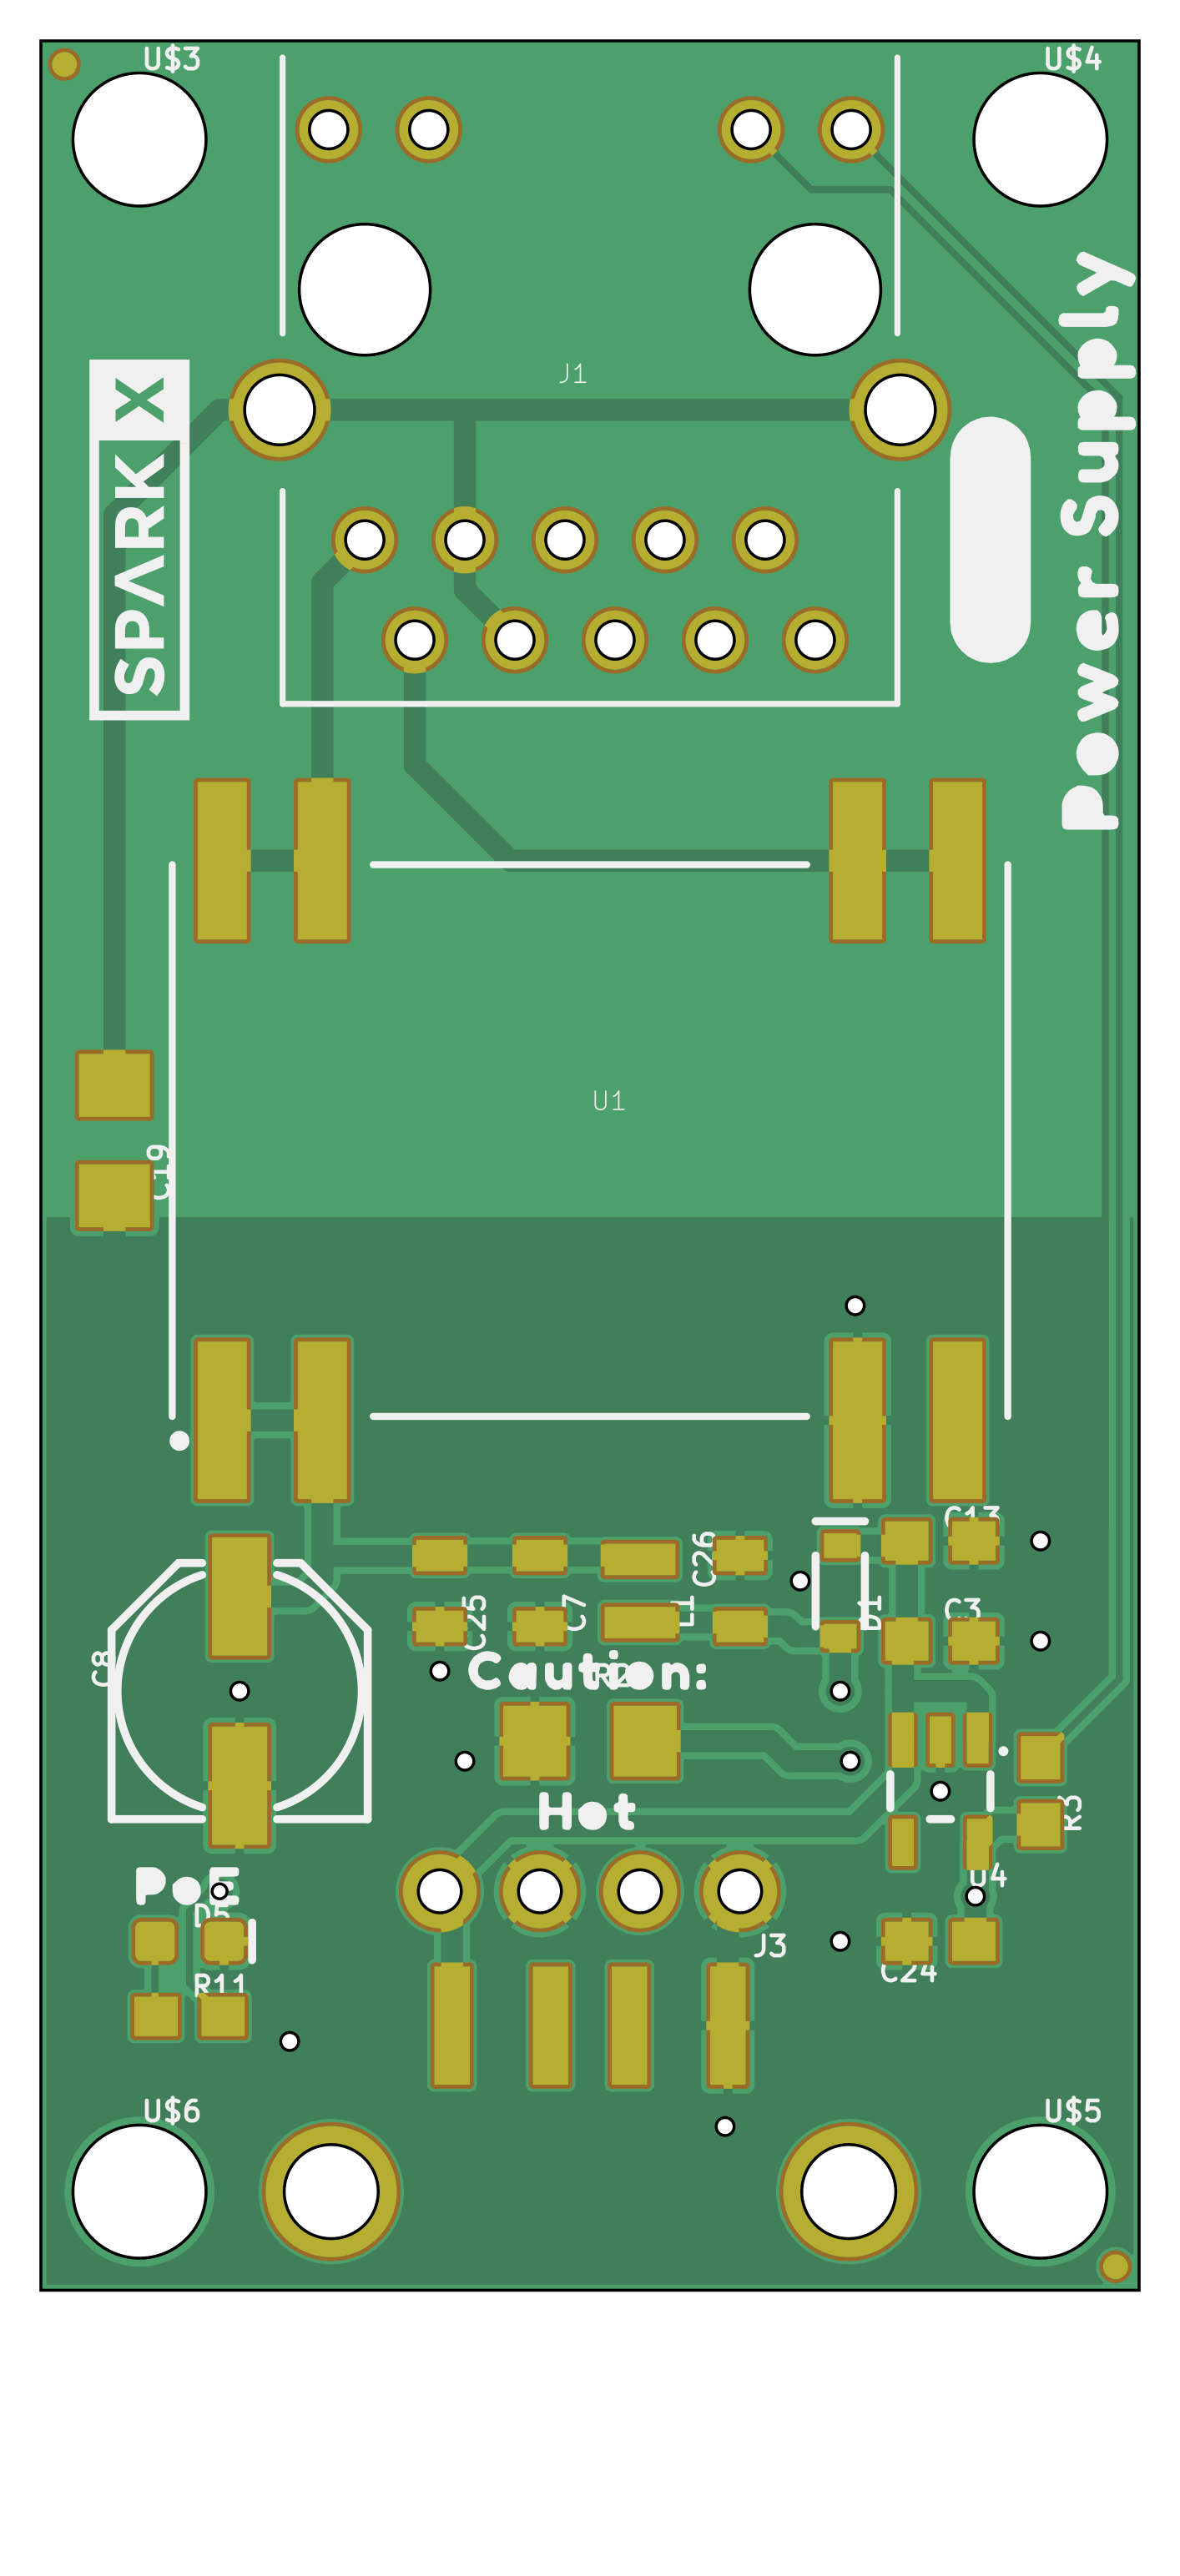 U$3
U$4
J1
SPARK X
Power Supply
U1
C19
C13
C26
C3
C25
C7
L1
D1
C8
Caution:
R2
Hot
R3
PoE
U4
D5
J3
R11
C24
U$6
U$5